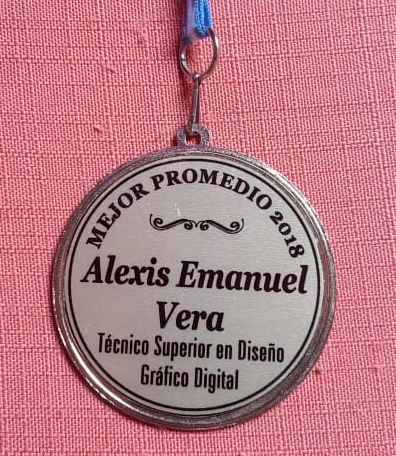 MEJOR PROMEDIO 2018
Alexis Emanuel
Vera
Técnico Superior en Diseño
Gráfico Digital